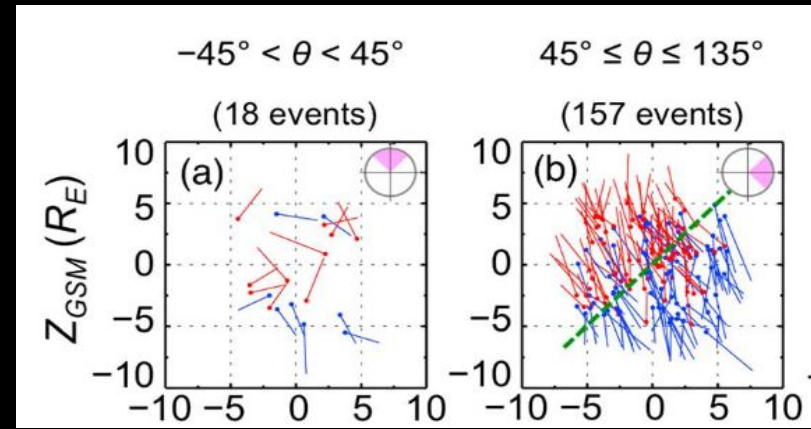 −45° < θ < 45°
45° ≤ θ ≤ 135°
(18 events)
(157 events)
(a)
(b)
Z_GSM (R_E)
10
5
0
−5
−10
10
5
0
−5
−10
−10 −5 0 5 10
−10 −5 0 5 10